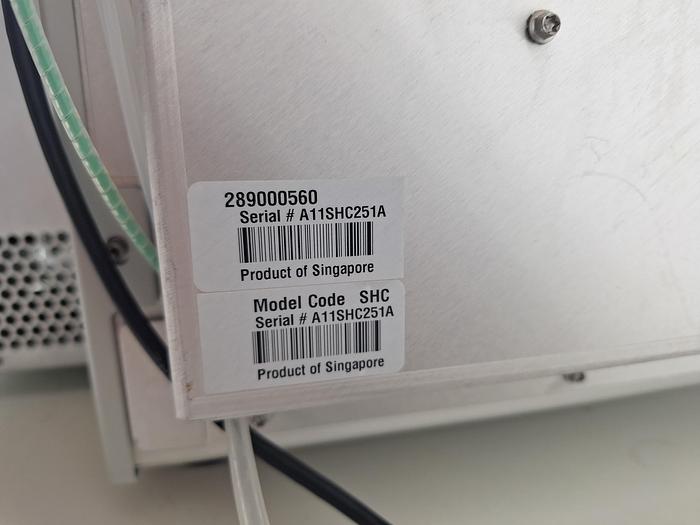 289000560
Serial # A11SHC251A
Product of Singapore
Model Code SHC
Serial # A11SHC251A
Product of Singapore